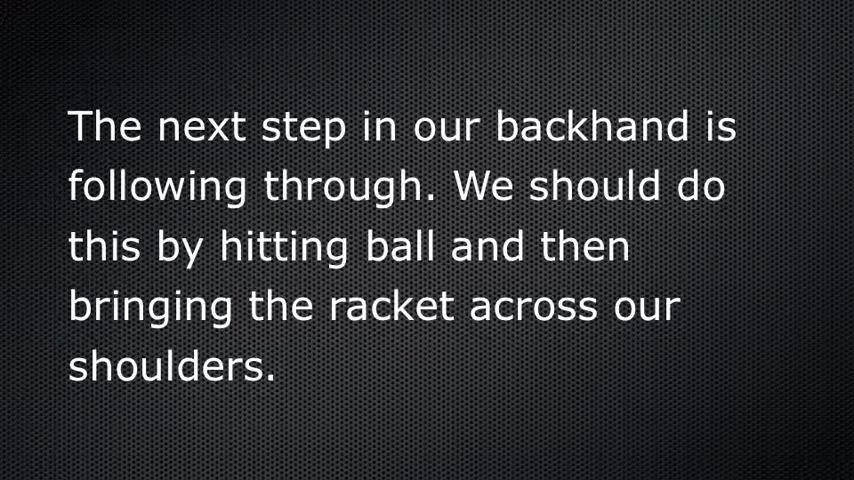 The next step in our backhand is
following through. We should do
this by hitting ball and then
bringing the racket across our
shoulders.